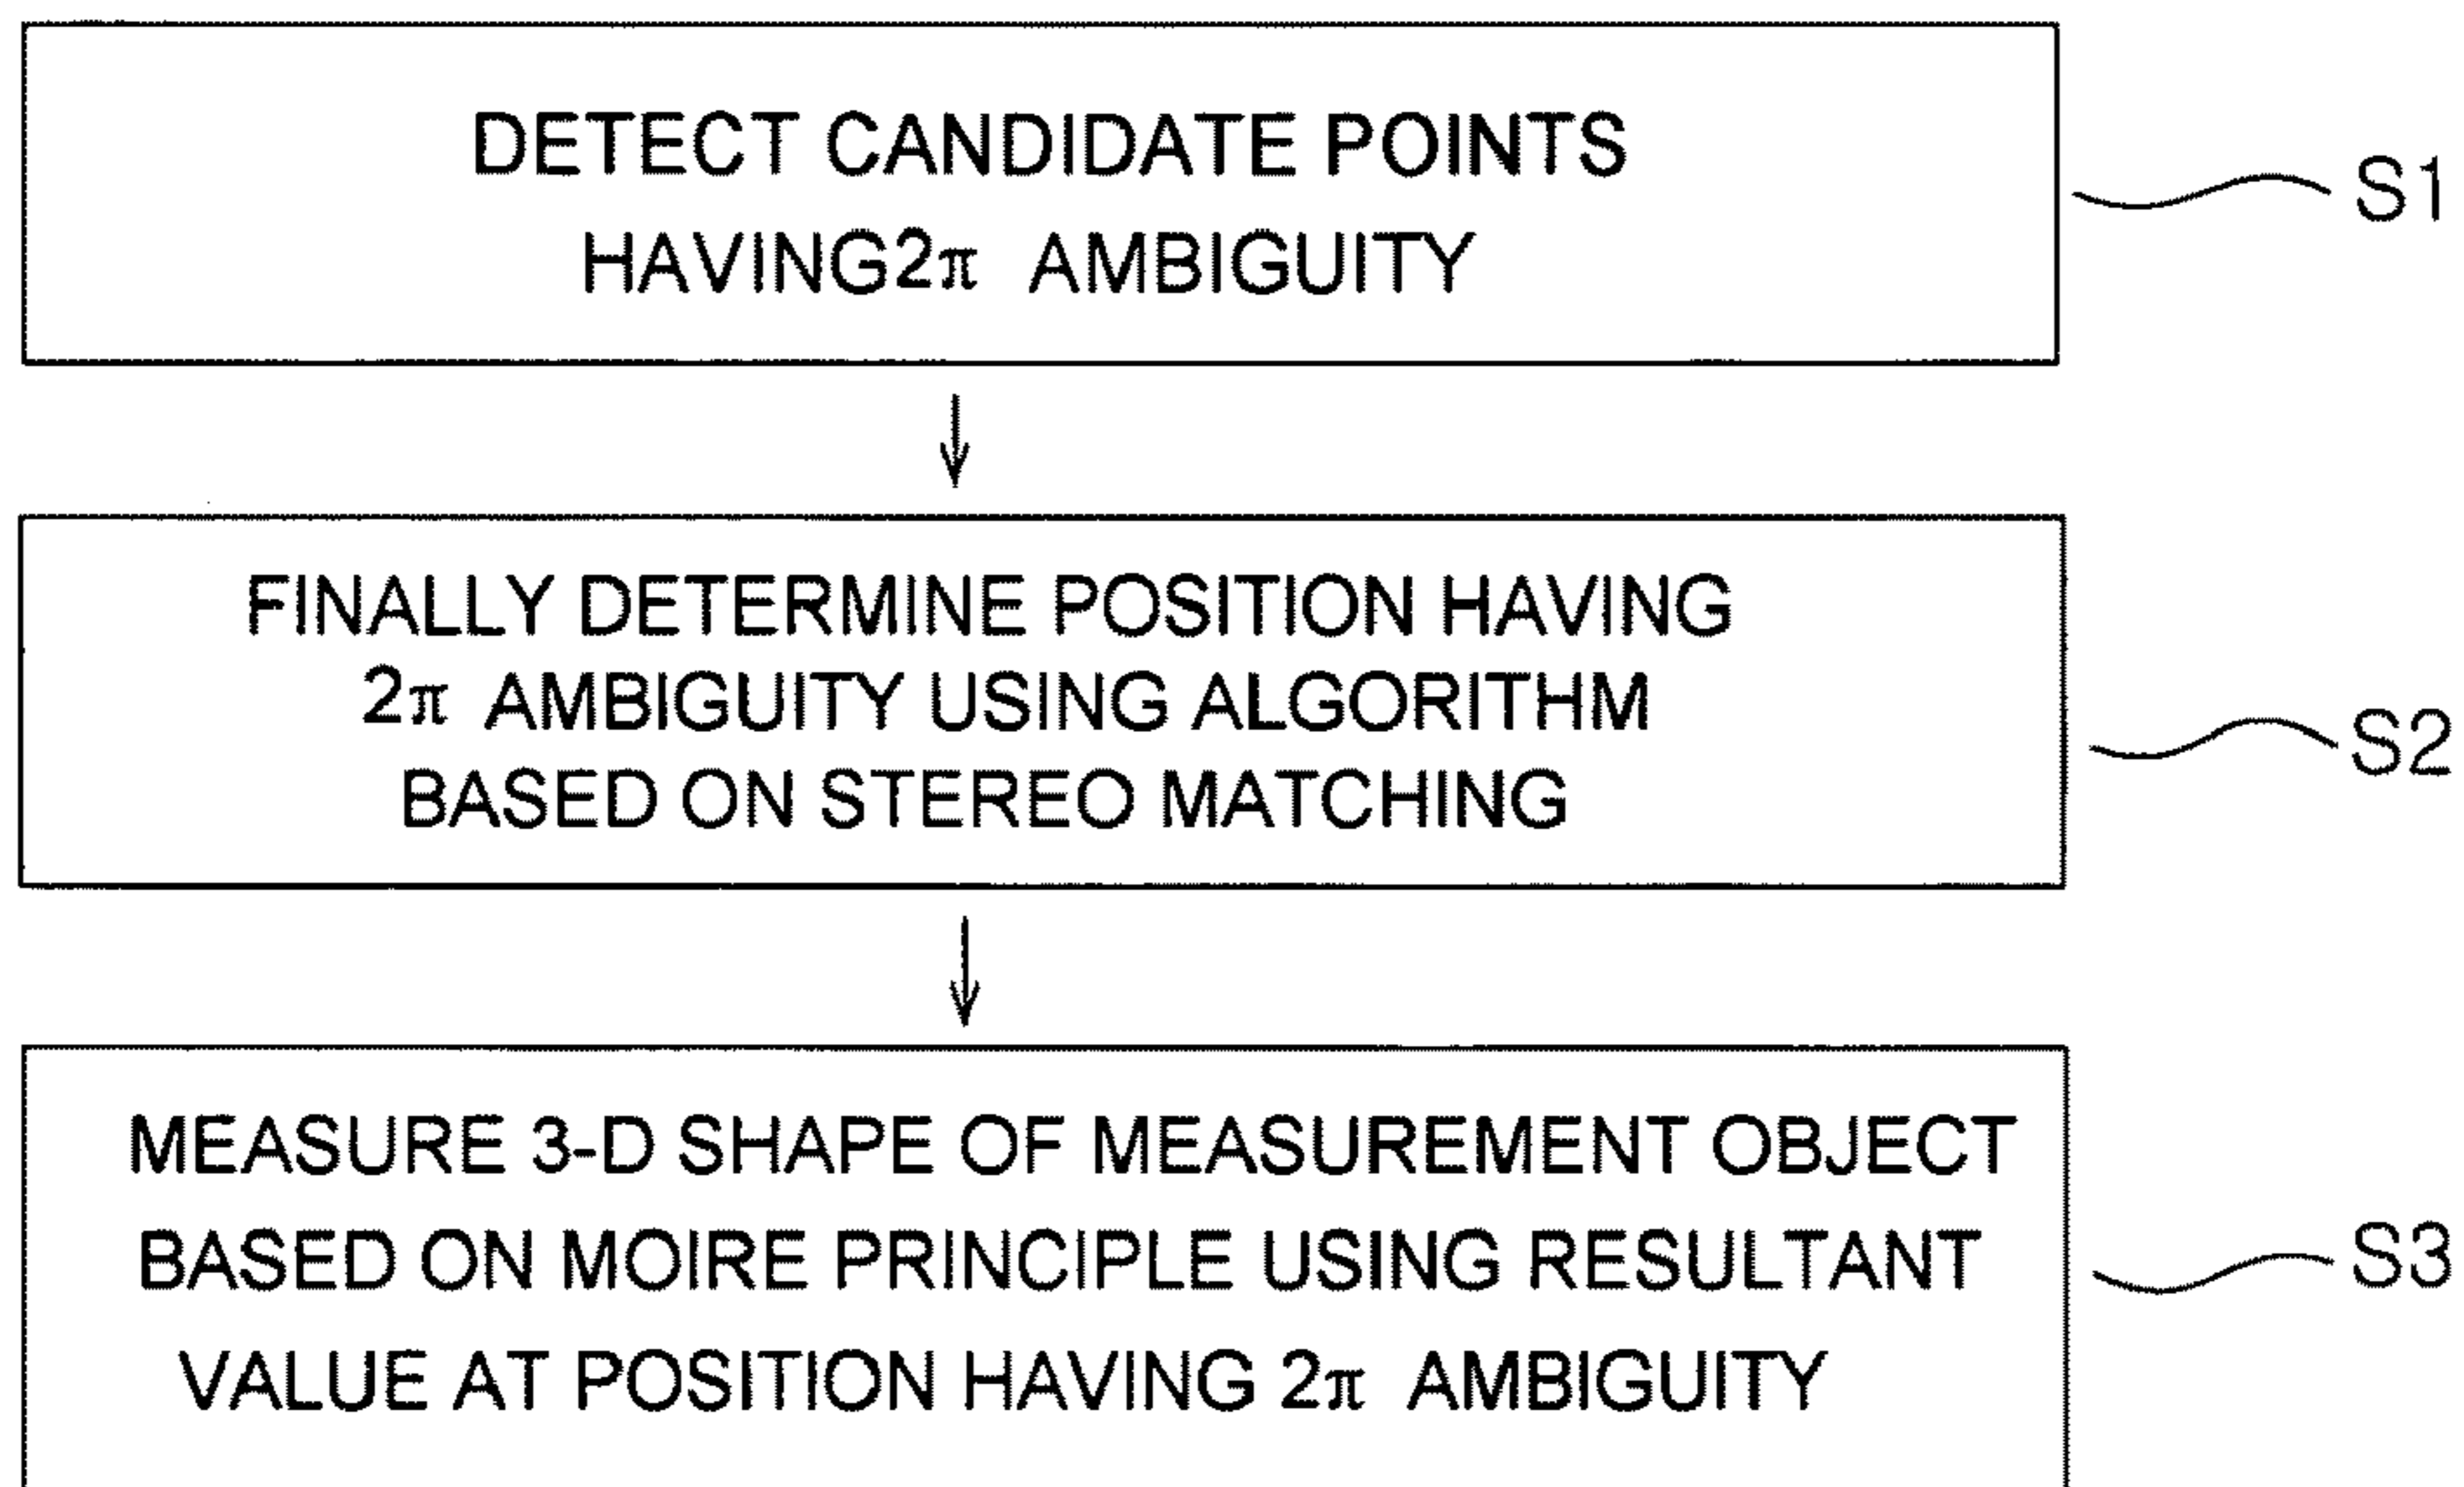 DETECT CANDIDATE POINTS
HAVING2π AMBIGUITY
S1
FINALLY DETERMINE POSITION HAVING
2π AMBIGUITY USING ALGORITHM
BASED ON STEREO MATCHING
S2
MEASURE 3-D SHAPE OF MEASUREMENT OBJECT
BASED ON MOIRE PRINCIPLE USING RESULTANT
VALUE AT POSITION HAVING 2π AMBIGUITY
S3